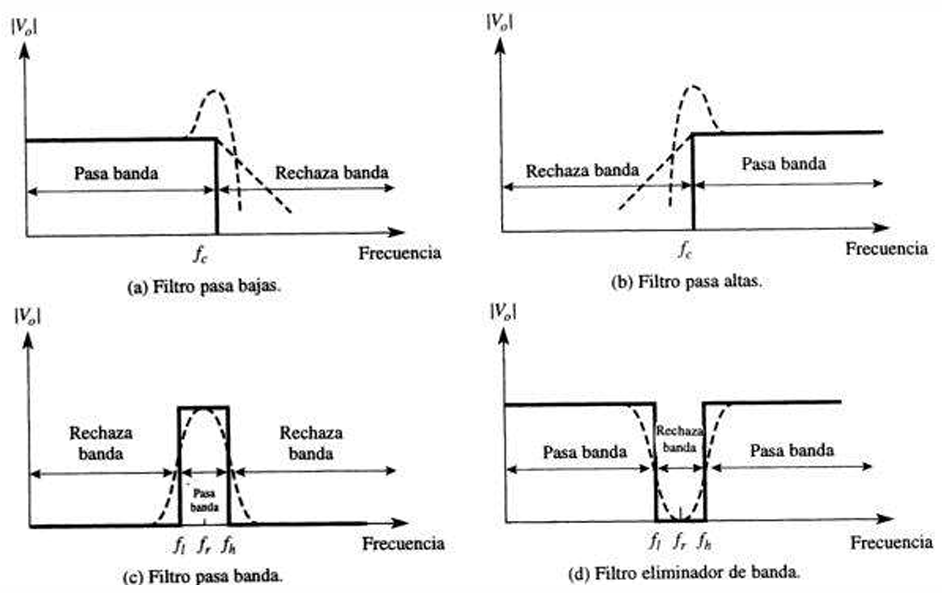 |Vₒ|
Pasa banda
Rechaza banda
f꜀
Frecuencia
(a) Filtro pasa bajas.
|Vₒ|
Rechaza banda
Pasa banda
f꜀
Frecuencia
(b) Filtro pasa altas.
|Vₒ|
Rechaza
banda
Rechaza
banda
Pasa
banda
fₗ fᵣ fₕ
Frecuencia
(c) Filtro pasa banda.
|Vₒ|
Rechaza
banda
Pasa banda
Pasa banda
fₗ fᵣ fₕ
Frecuencia
(d) Filtro eliminador de banda.